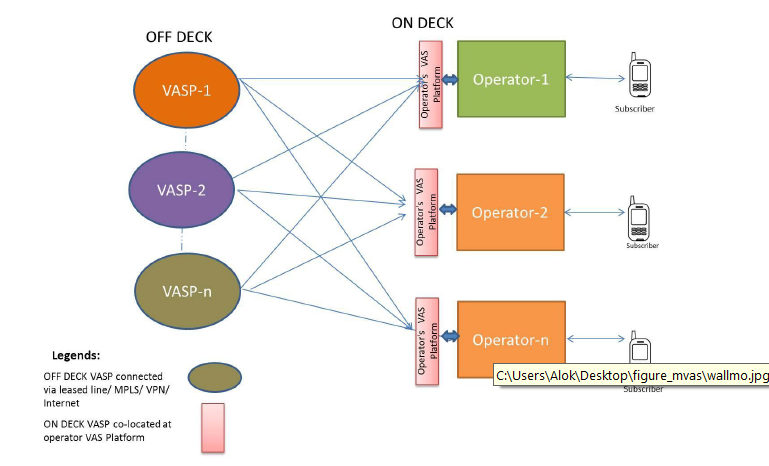 OFF DECK
ON DECK
VASP-1
Operator's VAS
Platform
Operator-1
Subscriber
VASP-2
Operator's VAS
Platform
Operator-2
Subscriber
VASP-n
Operator's VAS
Platform
Operator-n
C:\Users\Alok\Desktop\figure_mvas\wallmo.jpg
Subscriber
Legends:
OFF DECK VASP connected
via leased line/ MPLS/ VPN/
Internet
ON DECK VASP co-located at
operator VAS Platform